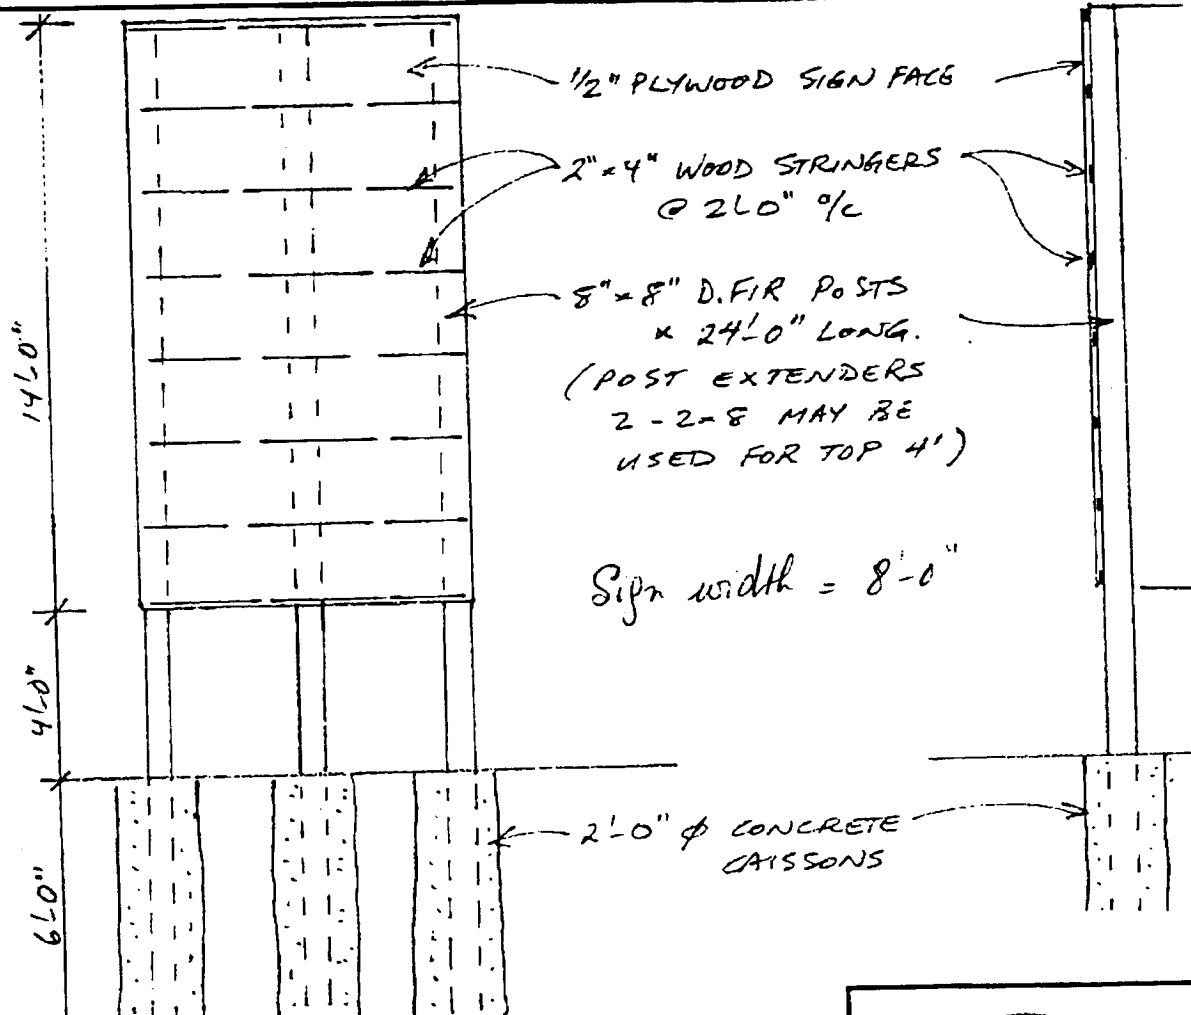 1/2" PLYWOOD SIGN FACE
2"x4" WOOD STRINGERS
@ 2'-0" o/c
8"x8" D.FIR POSTS
x 24'-0" LONG.
(POST EXTENDERS
2-2x8 MAY BE
USED FOR TOP 4')
14'-0"
Sign width = 8'-0"
4'-0"
2'-0" φ CONCRETE
CAISSONS
6'-0"